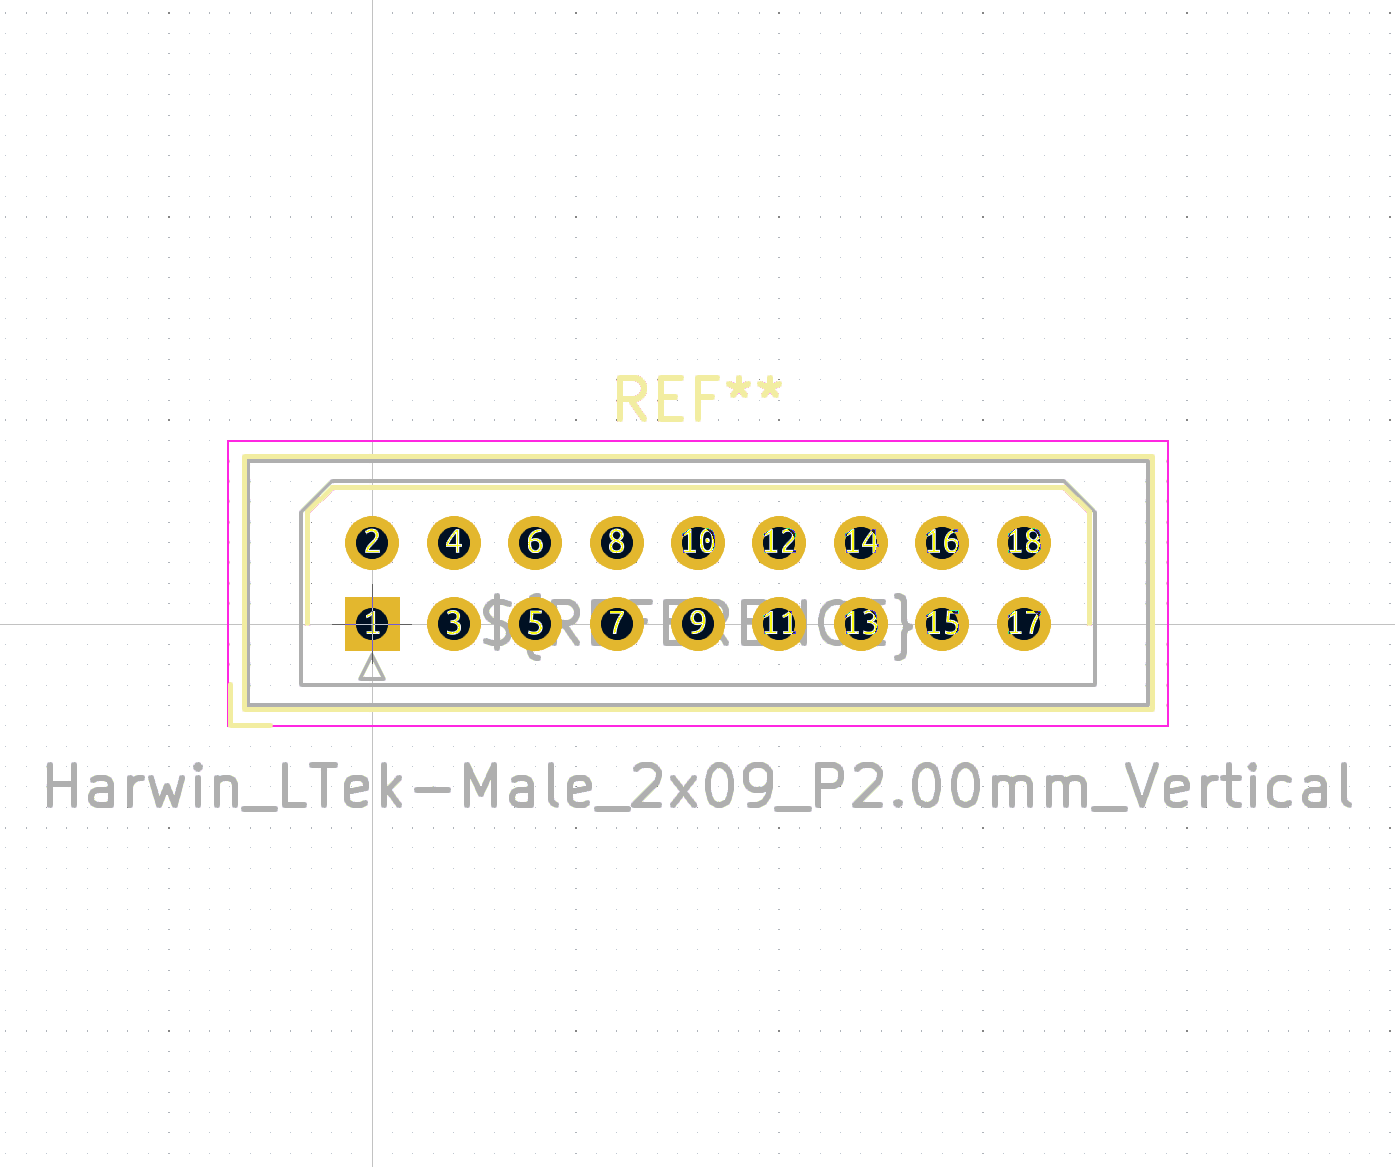 REF**
2 4 6 8 10 12 14 16 18
1 3 5 7 9 11 13 15 17
${REFERENCE}
Harwin_LTek-Male_2x09_P2.00mm_Vertical